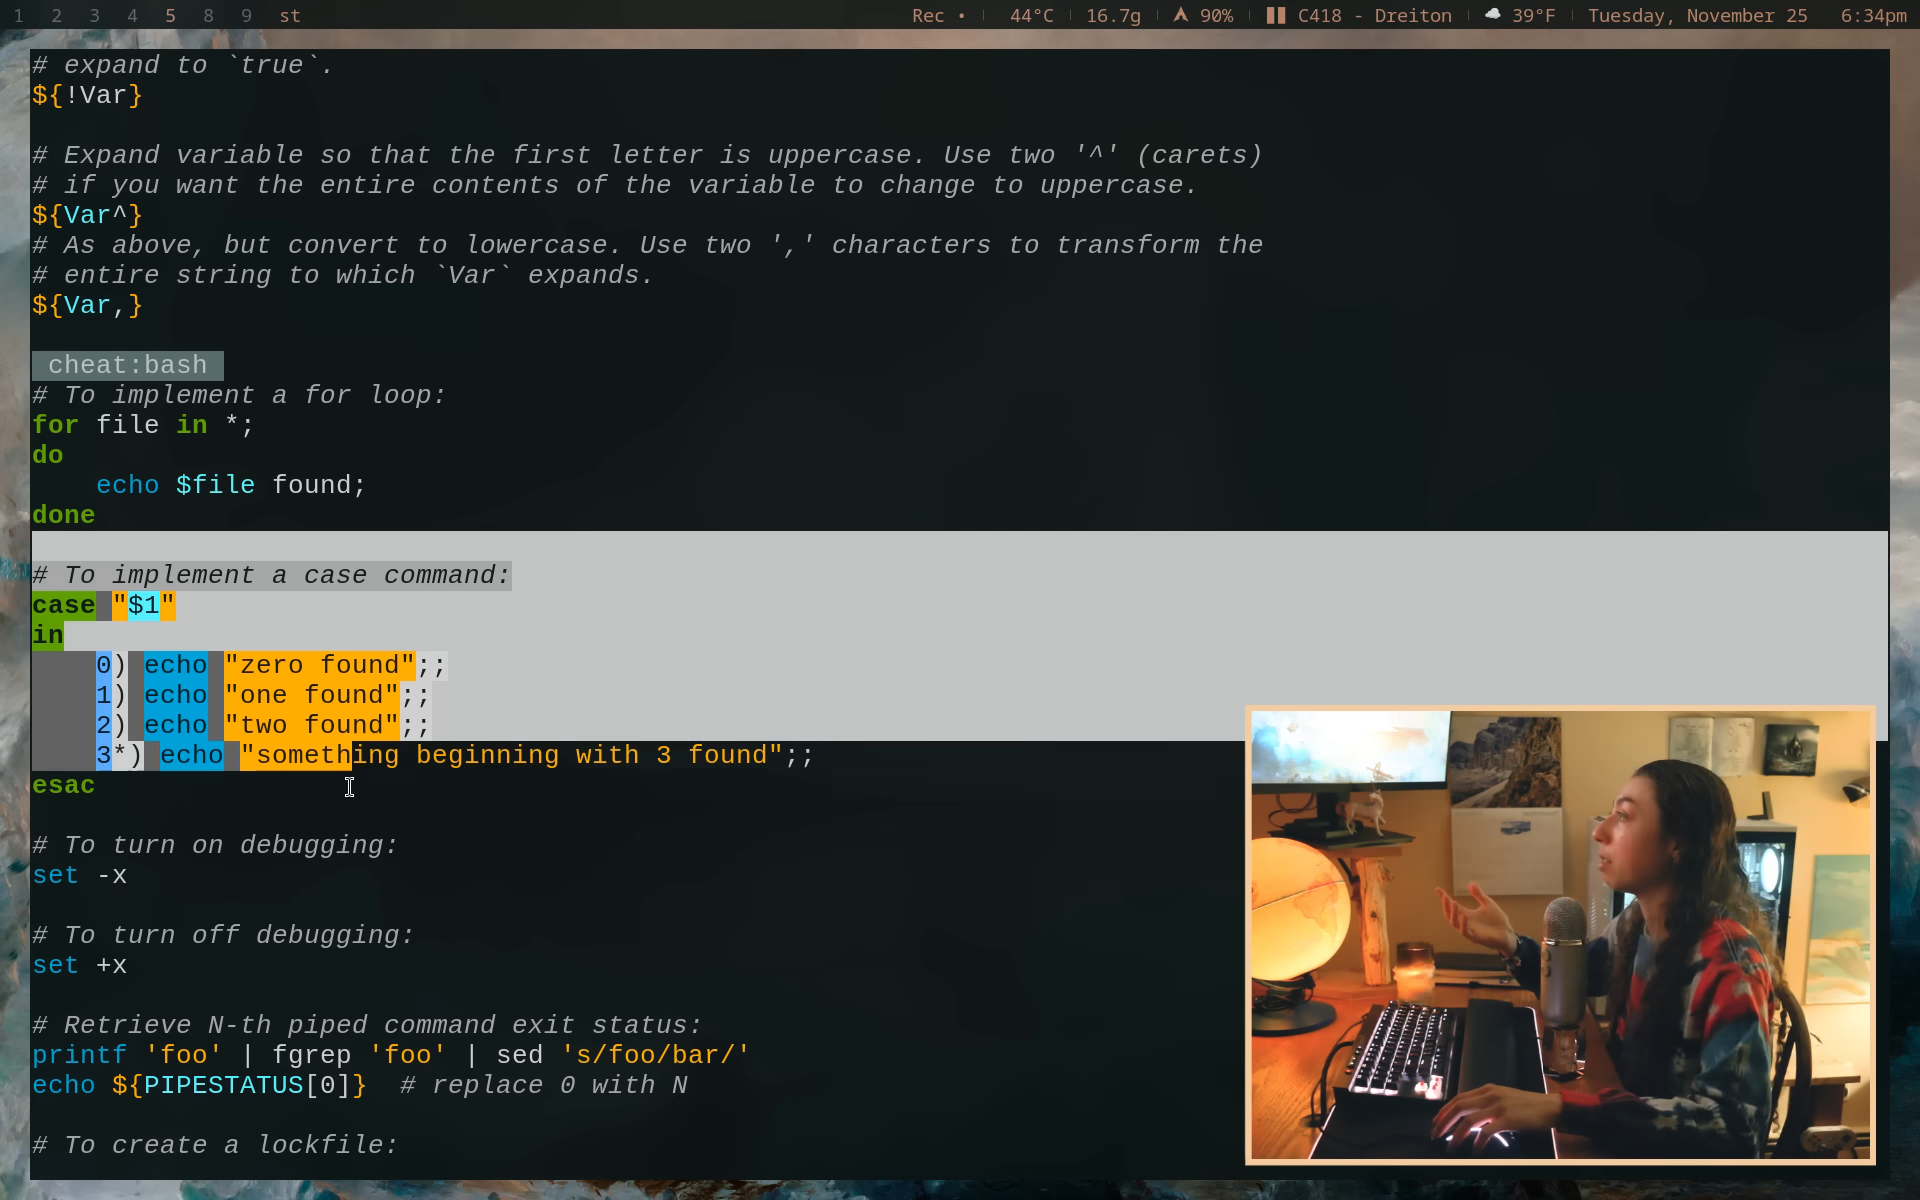 1 2 3 4 5 8 9 st
Rec • 44°C 16.7g 90% C418 - Dreiton 39°F Tuesday, November 25 6:34pm
# expand to `true`.
${!Var}
# Expand variable so that the first letter is uppercase. Use two '^' (carets)
# if you want the entire contents of the variable to change to uppercase.
${Var^}
# As above, but convert to lowercase. Use two ',' characters to transform the
# entire string to which `Var` expands.
${Var,}
cheat:bash
# To implement a for loop:
for file in *;
do
    echo $file found;
done
# To implement a case command:
case "$1"
in
    0) echo "zero found";;
    1) echo "one found";;
    2) echo "two found";;
    3*) echo "something beginning with 3 found";;
esac
# To turn on debugging:
set -x
# To turn off debugging:
set +x
# Retrieve N-th piped command exit status:
printf 'foo' | fgrep 'foo' | sed 's/foo/bar/'
echo ${PIPESTATUS[0]}  # replace 0 with N
# To create a lockfile: